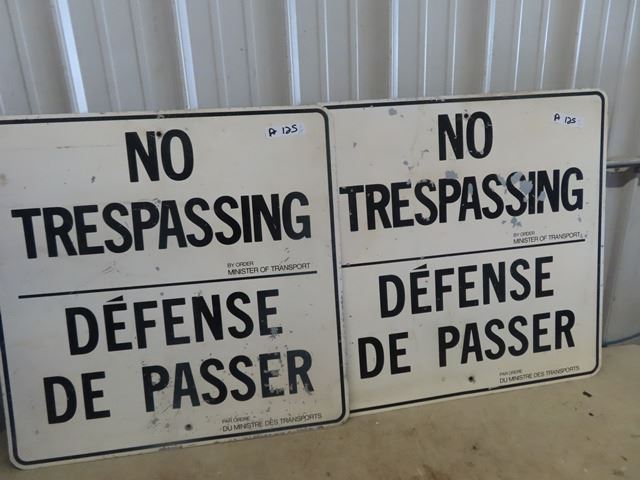 A 125
NO
TRESPASSING
BY ORDER
MINISTER OF TRANSPORT
DÉFENSE
DE PASSER
PAR ORDRE
DU MINISTRE DES TRANSPORTS
A 125
NO
TRESPASSING
BY ORDER
MINISTER OF TRANSPORT
DÉFENSE
DE PASSER
PAR ORDRE
DU MINISTRE DES TRANSPORTS